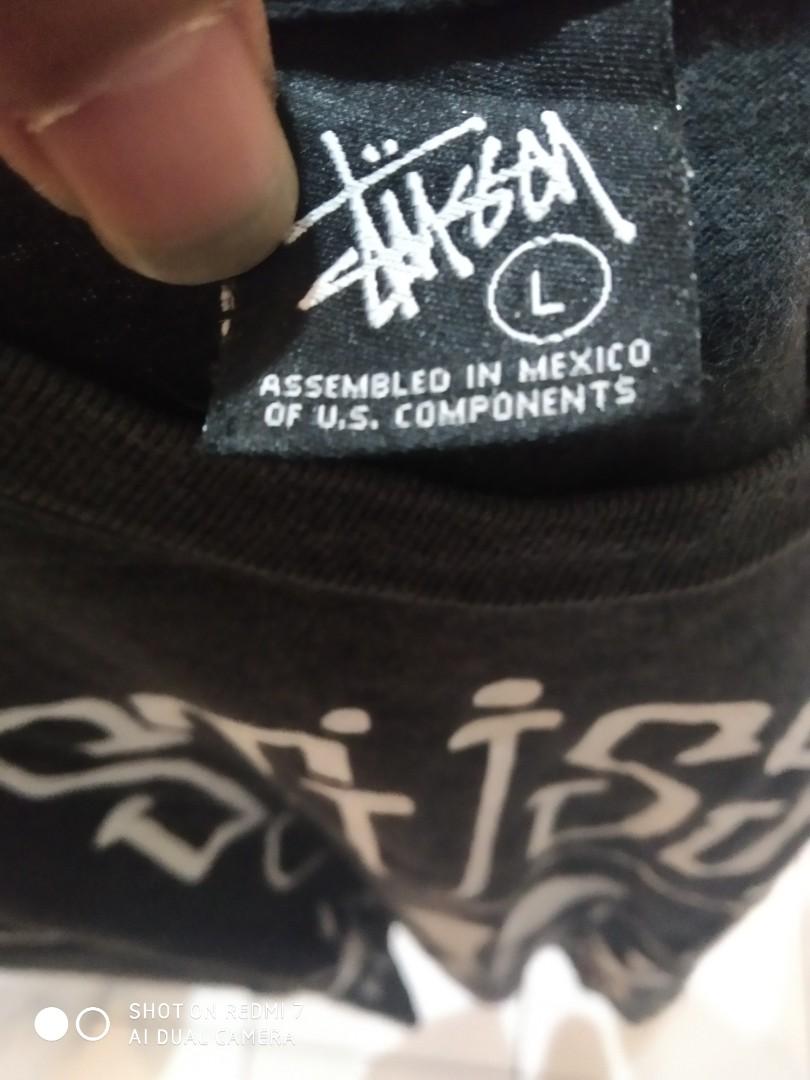 Stüssy
L
ASSEMBLED IN MEXICO
OF U.S. COMPONENTS
SHOT ON REDMI 7
AI DUAL CAMERA